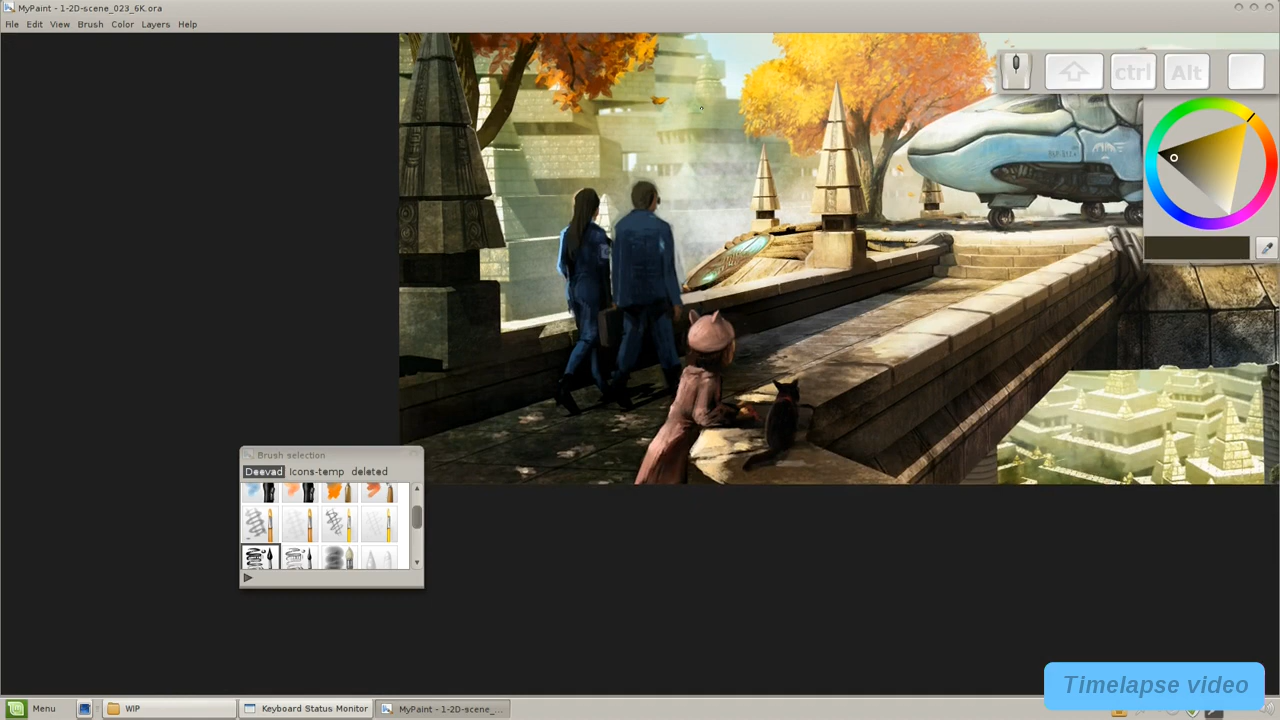 MyPaint - 1-2D-scene_023_6K.ora
File Edit View Brush Color Layers Help
ctrl Alt
Brush selection
Deevad Icons-temp deleted
Timelapse video
Menu WIP Keyboard Status Monitor MyPaint - 1-2D-scene_...